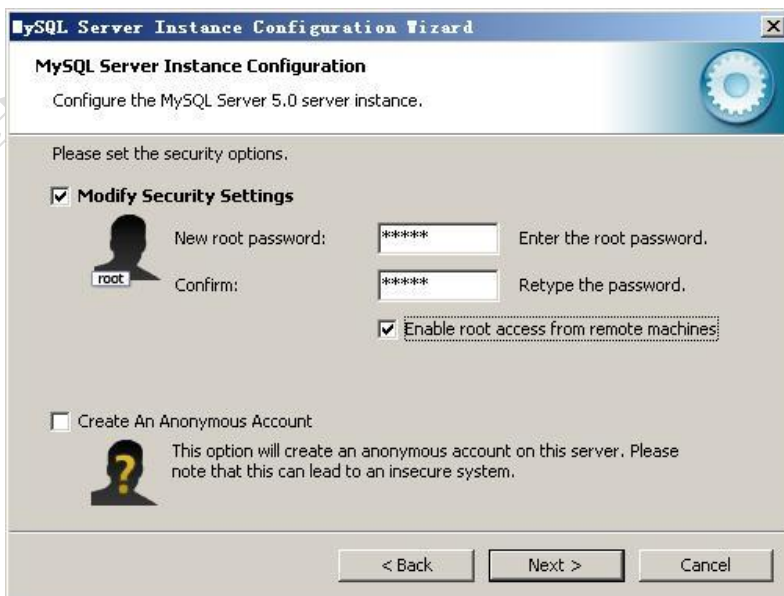 MySQL Server Instance Configuration Wizard
MySQL Server Instance Configuration
Configure the MySQL Server 5.0 server instance.
Please set the security options.
Modify Security Settings
New root password: ***** Enter the root password.
root
Confirm: ***** Retype the password.
Enable root access from remote machines
Create An Anonymous Account
This option will create an anonymous account on this server. Please
note that this can lead to an insecure system.
?
< Back Next > Cancel